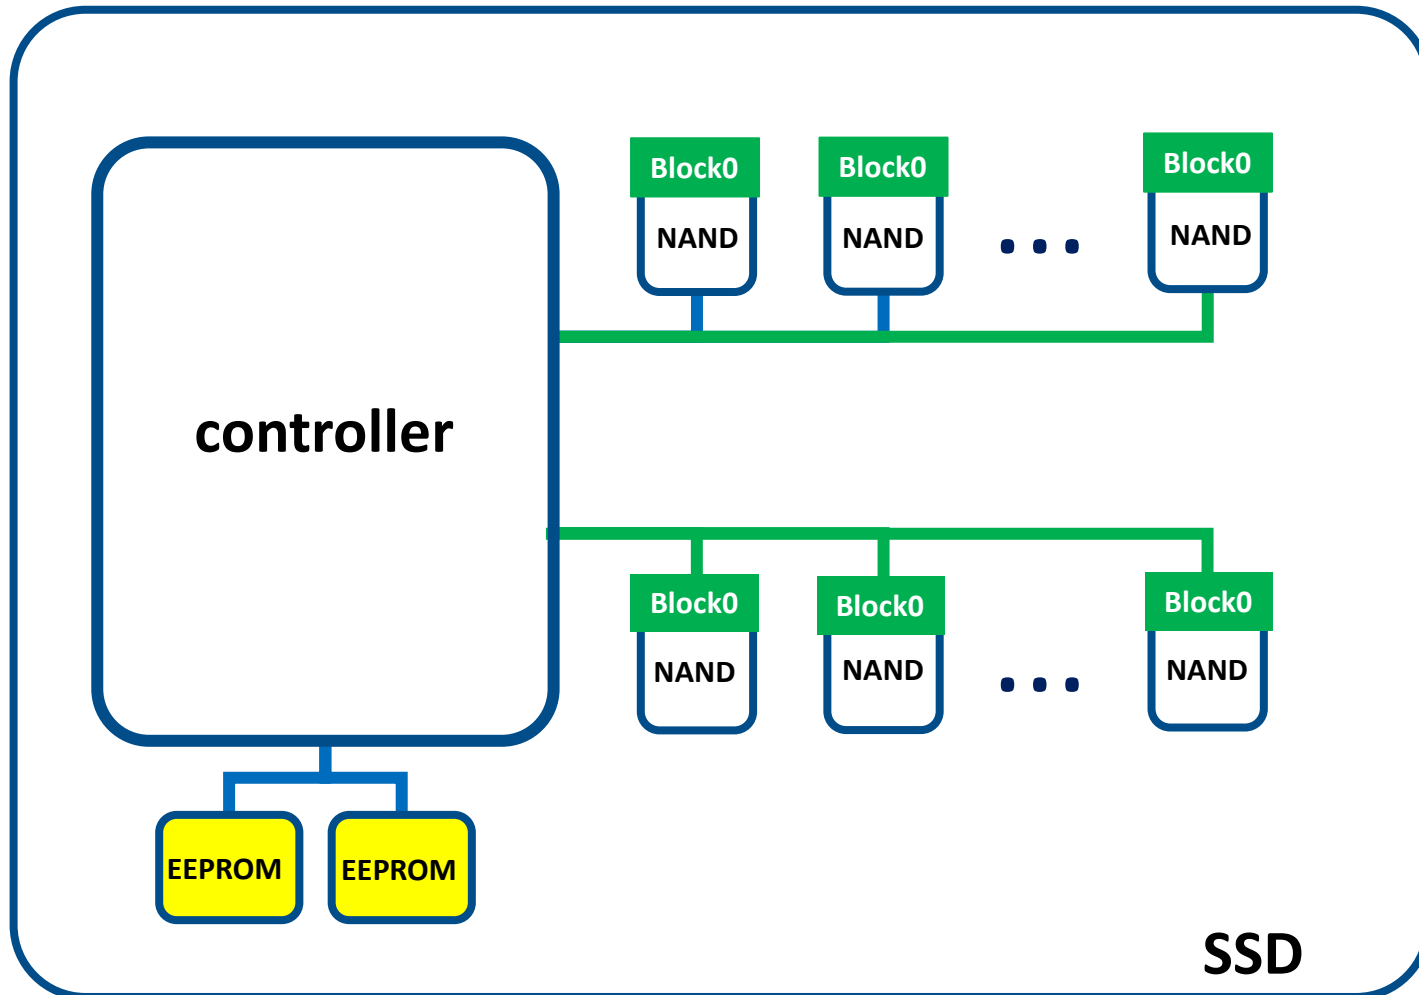 Block0 Block0 Block0
NAND NAND NAND
controller
Block0 Block0 Block0
NAND NAND NAND
EEPROM EEPROM
SSD